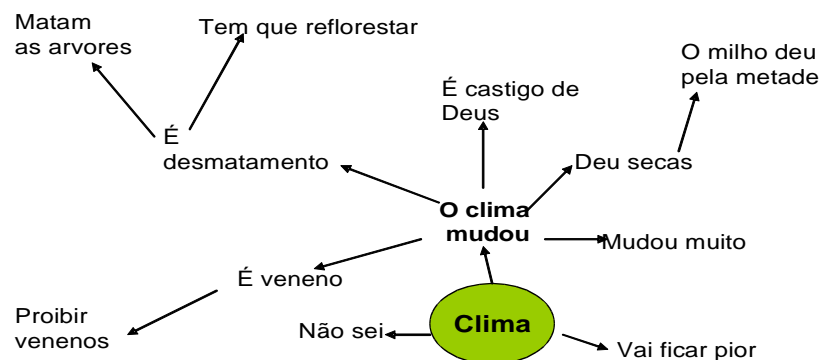 Matam
as arvores
Tem que reflorestar
O milho deu
pela metade
É castigo de
Deus
É
desmatamento
Deu secas
O clima
mudou
Mudou muito
É veneno
Proibir
venenos
Não sei
Clima
Vai ficar pior